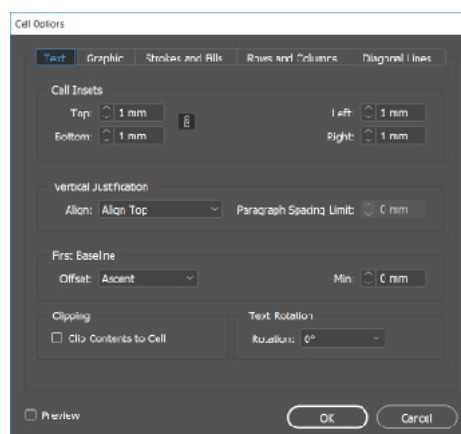 Cell Options
Text Graphic Strokes and Fills Rows and Columns Diagonal Lines
Cell Insets
Top: 1 mm Left: 1 mm
Bottom: 1 mm Right: 1 mm
Vertical Justification
Align: Align Top Paragraph Spacing Limit: 0 mm
First Baseline
Offset: Ascent Min: 0 mm
Clipping Text Rotation
Clip Contents to Cell Rotation: 0°
Preview OK Cancel